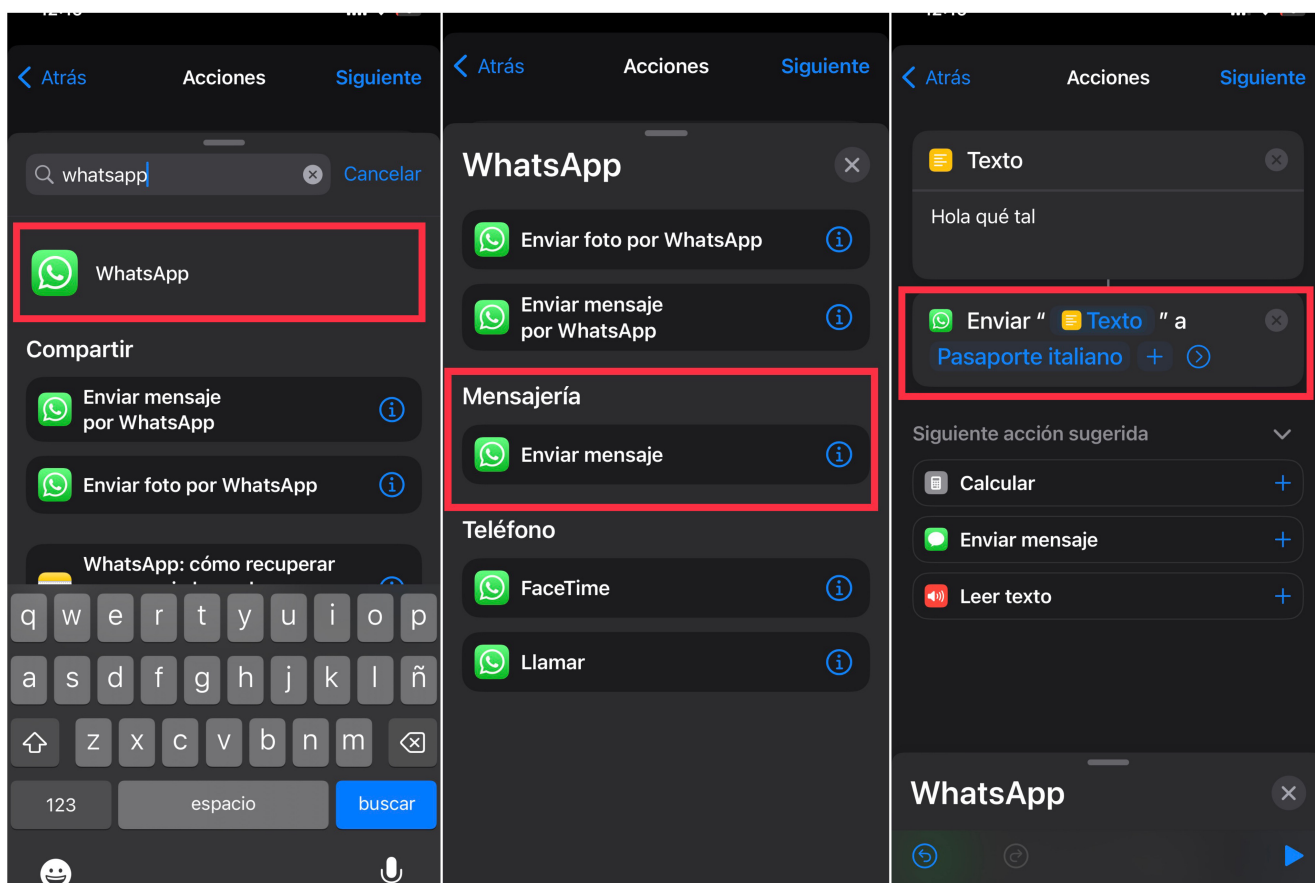 Atrás Acciones Siguiente
whatsapp Cancelar
WhatsApp
Compartir
Enviar mensaje
por WhatsApp
Enviar foto por WhatsApp
WhatsApp: cómo recuperar
q w e r t y u i o p
a s d f g h j k l ñ
z x c v b n m
123 espacio buscar
Atrás Acciones Siguiente
WhatsApp
Enviar foto por WhatsApp
Enviar mensaje
por WhatsApp
Mensajería
Enviar mensaje
Teléfono
FaceTime
Llamar
Atrás Acciones Siguiente
Texto
Hola qué tal
Enviar “ Texto ” a
Pasaporte italiano +
Siguiente acción sugerida
Calcular +
Enviar mensaje +
Leer texto +
WhatsApp